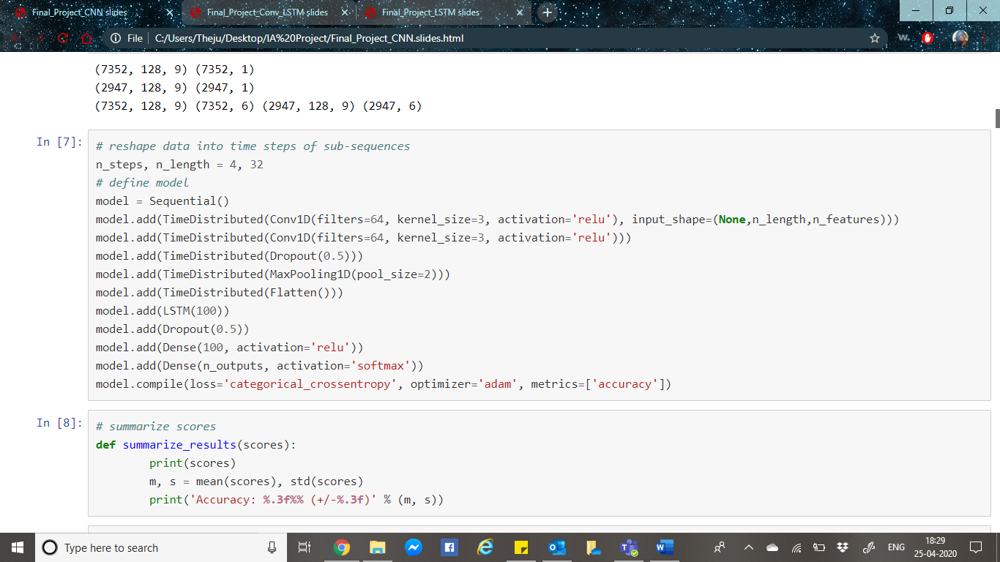 Final_Project_CNN slides
Final_Project_Conv_LSTM slides
Final_Project_LSTM slides
File
C:/Users/Theju/Desktop/IA%20Project/Final_Project_CNN.slides.html
(7352, 128, 9) (7352, 1)
(2947, 128, 9) (2947, 1)
(7352, 128, 9) (7352, 6) (2947, 128, 9) (2947, 6)
In [7]:
# reshape data into time steps of sub-sequences
n_steps, n_length = 4, 32
# define model
model = Sequential()
model.add(TimeDistributed(Conv1D(filters=64, kernel_size=3, activation='relu'), input_shape=(None,n_length,n_features)))
model.add(TimeDistributed(Conv1D(filters=64, kernel_size=3, activation='relu')))
model.add(TimeDistributed(Dropout(0.5)))
model.add(TimeDistributed(MaxPooling1D(pool_size=2)))
model.add(TimeDistributed(Flatten()))
model.add(LSTM(100))
model.add(Dropout(0.5))
model.add(Dense(100, activation='relu'))
model.add(Dense(n_outputs, activation='softmax'))
model.compile(loss='categorical_crossentropy', optimizer='adam', metrics=['accuracy'])
In [8]:
# summarize scores
def summarize_results(scores):
        print(scores)
        m, s = mean(scores), std(scores)
        print('Accuracy: %.3f%% (+/-%.3f)' % (m, s))
Type here to search
ENG
18:29
25-04-2020